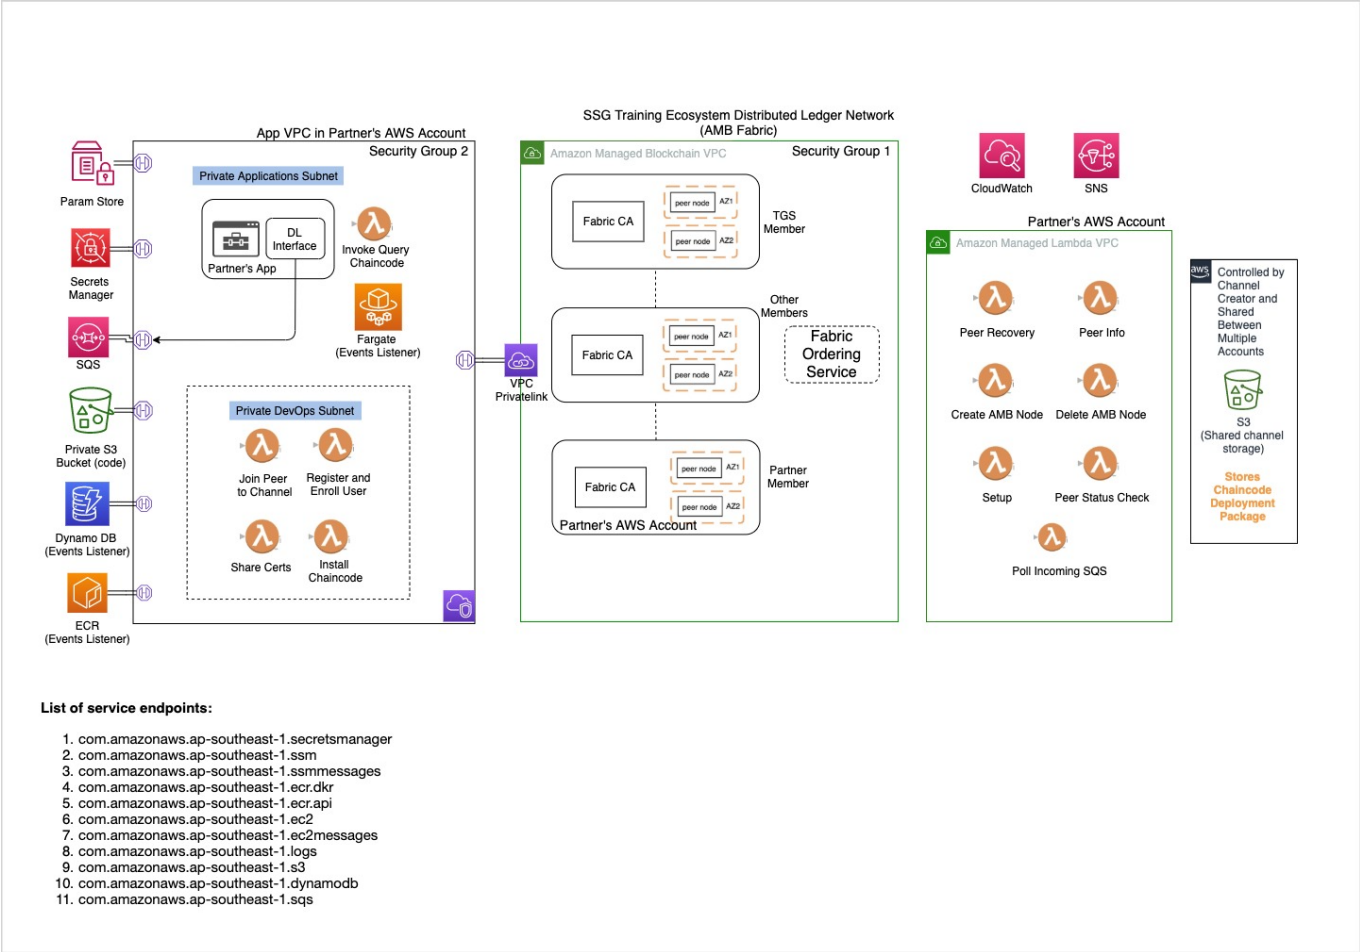 SSG Training Ecosystem Distributed Ledger Network
(AMB Fabric)
App VPC in Partner's AWS Account
Security Group 2
Param Store
Secrets
Manager
SQS
Private S3
Bucket (code)
Dynamo DB
(Events Listener)
ECR
(Events Listener)
Private Applications Subnet
DL
Interface
Partner's App
Invoke Query
Chaincode
Fargate
(Events Listener)
Private DevOps Subnet
Join Peer
to Channel
Register and
Enroll User
Share Certs
Install
Chaincode
VPC
Privatelink
Amazon Managed Blockchain VPC
Security Group 1
Fabric CA
peer node
AZ1
peer node
AZ2
TGS
Member
Other
Members
Fabric CA
peer node
AZ1
peer node
AZ2
Fabric
Ordering
Service
Fabric CA
peer node
AZ1
peer node
AZ2
Partner's AWS Account
Partner
Member
CloudWatch
SNS
Partner's AWS Account
Amazon Managed Lambda VPC
Peer Recovery
Peer Info
Create AMB Node
Delete AMB Node
Setup
Peer Status Check
Poll Incoming SQS
aws
Controlled by
Channel
Creator and
Shared
Between
Multiple
Accounts
S3
(Shared channel
storage)
Stores
Chaincode
Deployment
Package
List of service endpoints:
1. com.amazonaws.ap-southeast-1.secretsmanager
2. com.amazonaws.ap-southeast-1.ssm
3. com.amazonaws.ap-southeast-1.ssmmessages
4. com.amazonaws.ap-southeast-1.ecr.dkr
5. com.amazonaws.ap-southeast-1.ecr.api
6. com.amazonaws.ap-southeast-1.ec2
7. com.amazonaws.ap-southeast-1.ec2messages
8. com.amazonaws.ap-southeast-1.logs
9. com.amazonaws.ap-southeast-1.s3
10. com.amazonaws.ap-southeast-1.dynamodb
11. com.amazonaws.ap-southeast-1.sqs